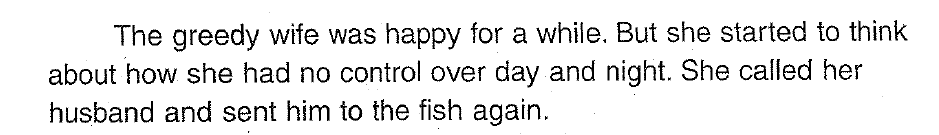 The greedy wife was happy for a while. But she started to think
about how she had no control over day and night. She called her
husband and sent him to the fish again.